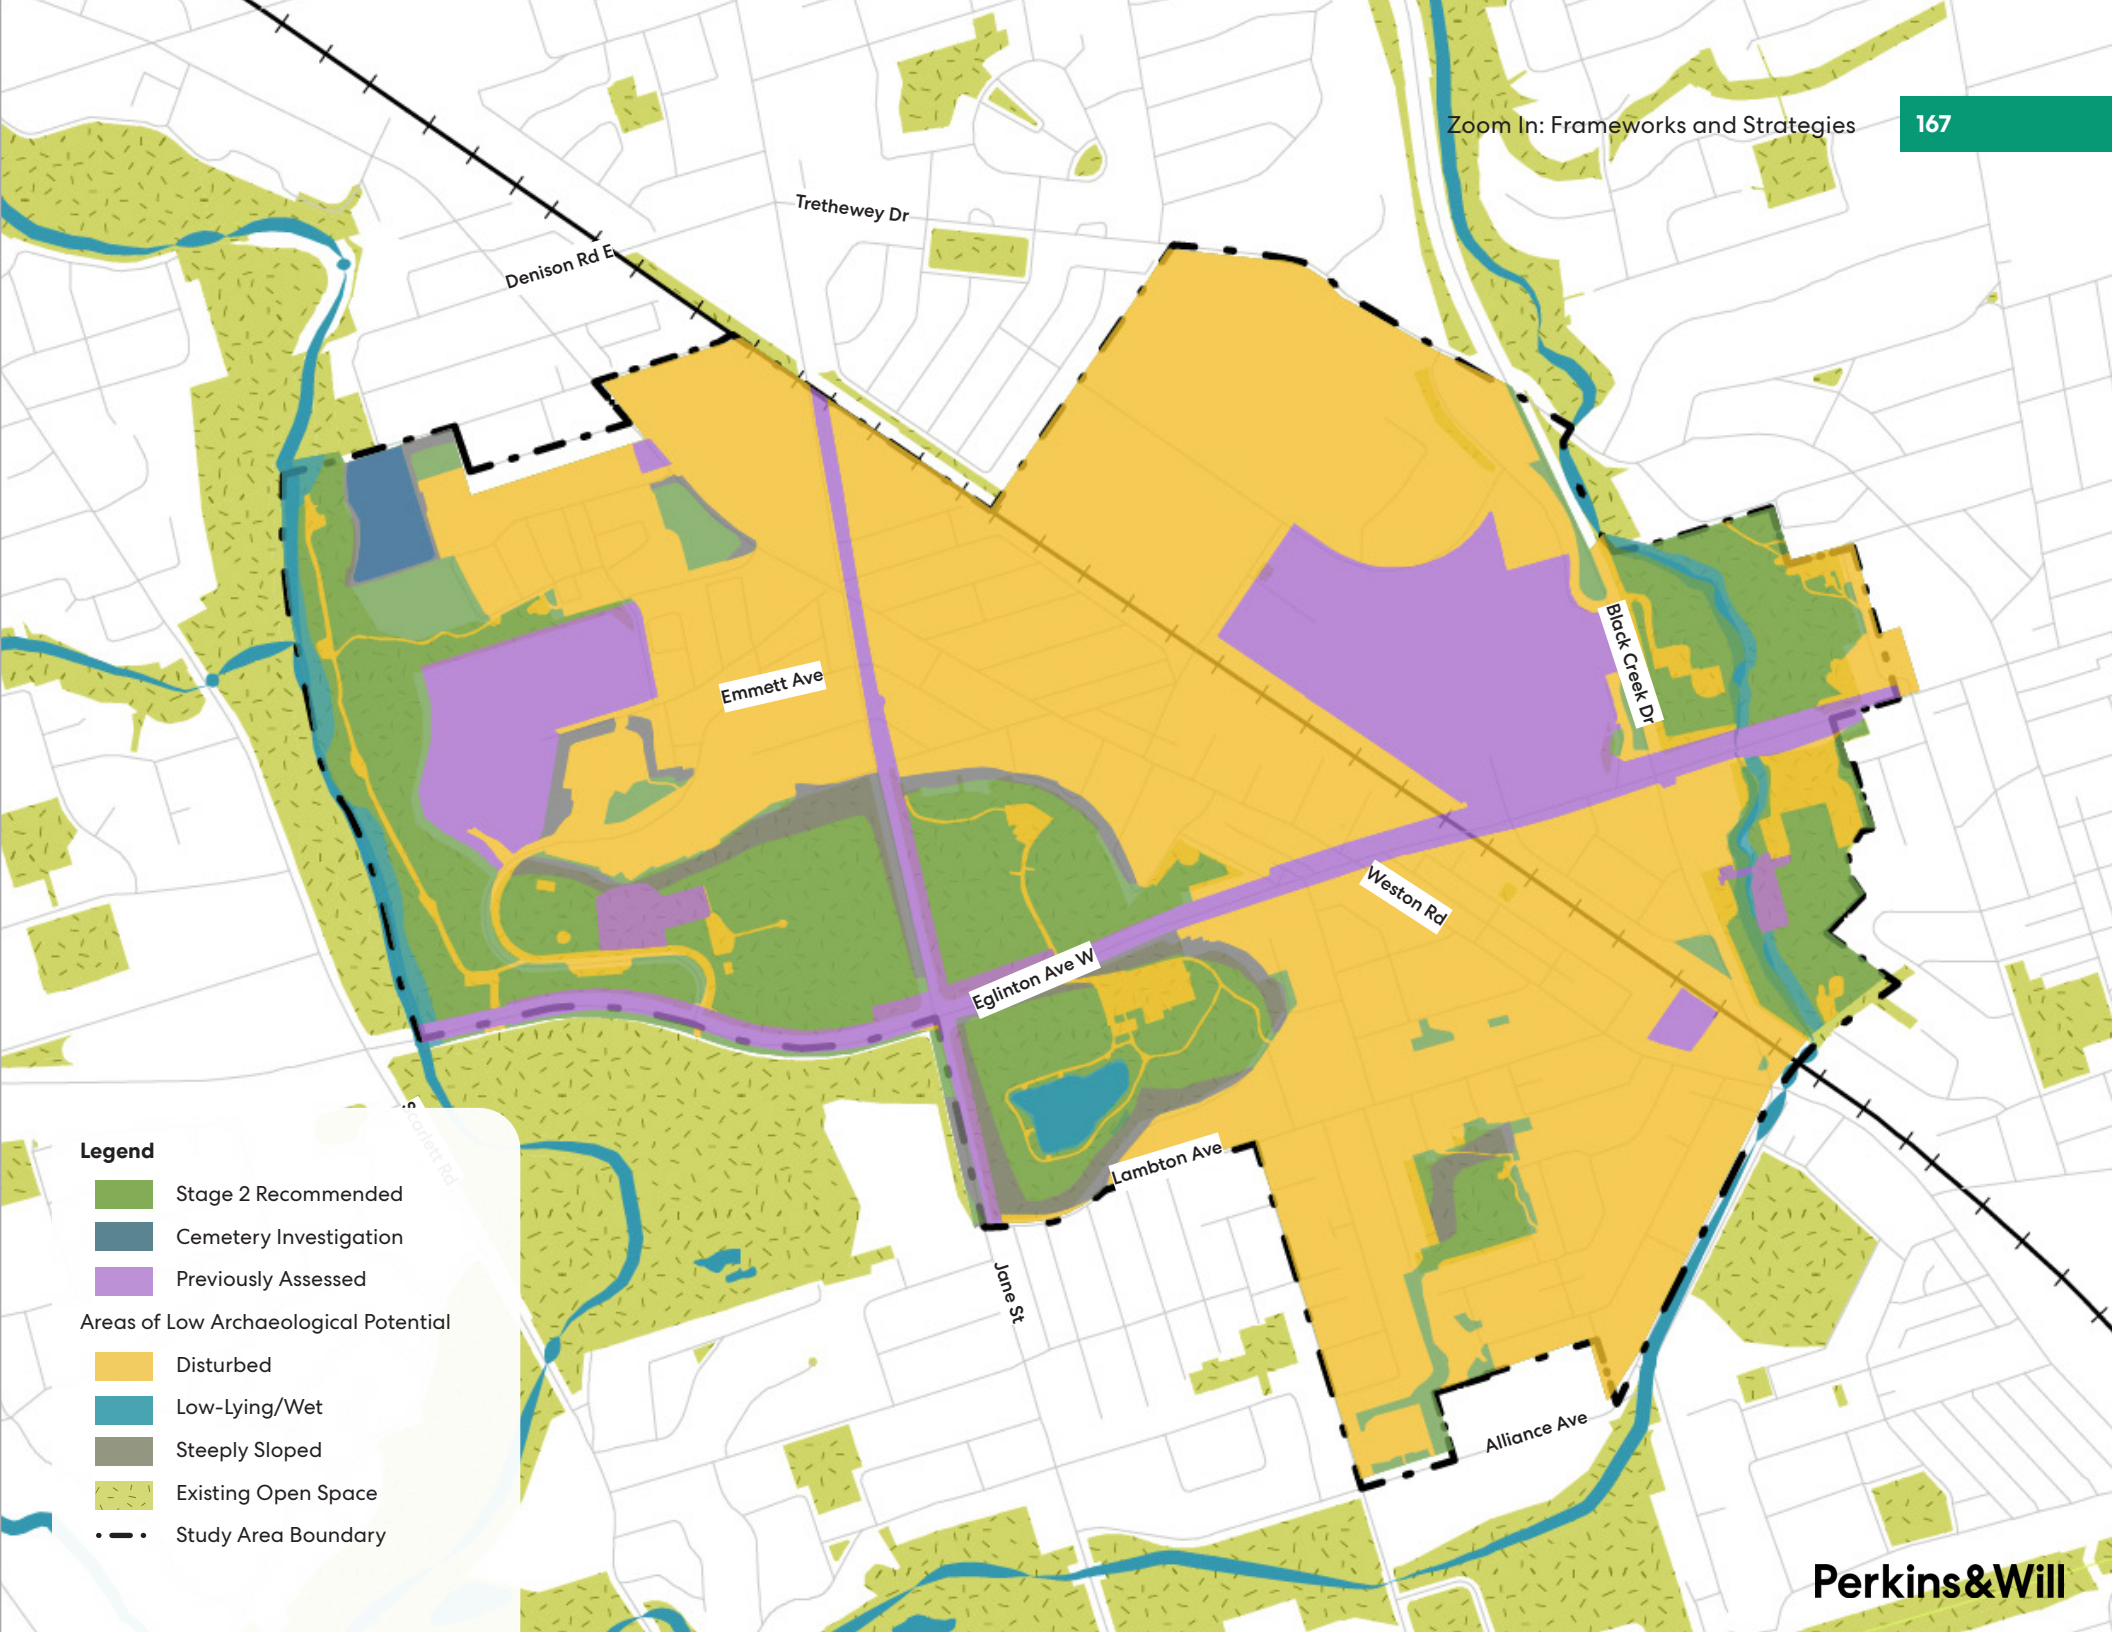 Zoom In: Frameworks and Strategies
167
Trethewey Dr
Denison Rd E
Black Creek Dr
Emmett Ave
Weston Rd
Eglinton Ave W
Lambton Ave
Scarlett Rd
Jane St
Alliance Ave
Legend
Stage 2 Recommended
Cemetery Investigation
Previously Assessed
Areas of Low Archaeological Potential
Disturbed
Low-Lying/Wet
Steeply Sloped
Existing Open Space
Study Area Boundary
Perkins&Will